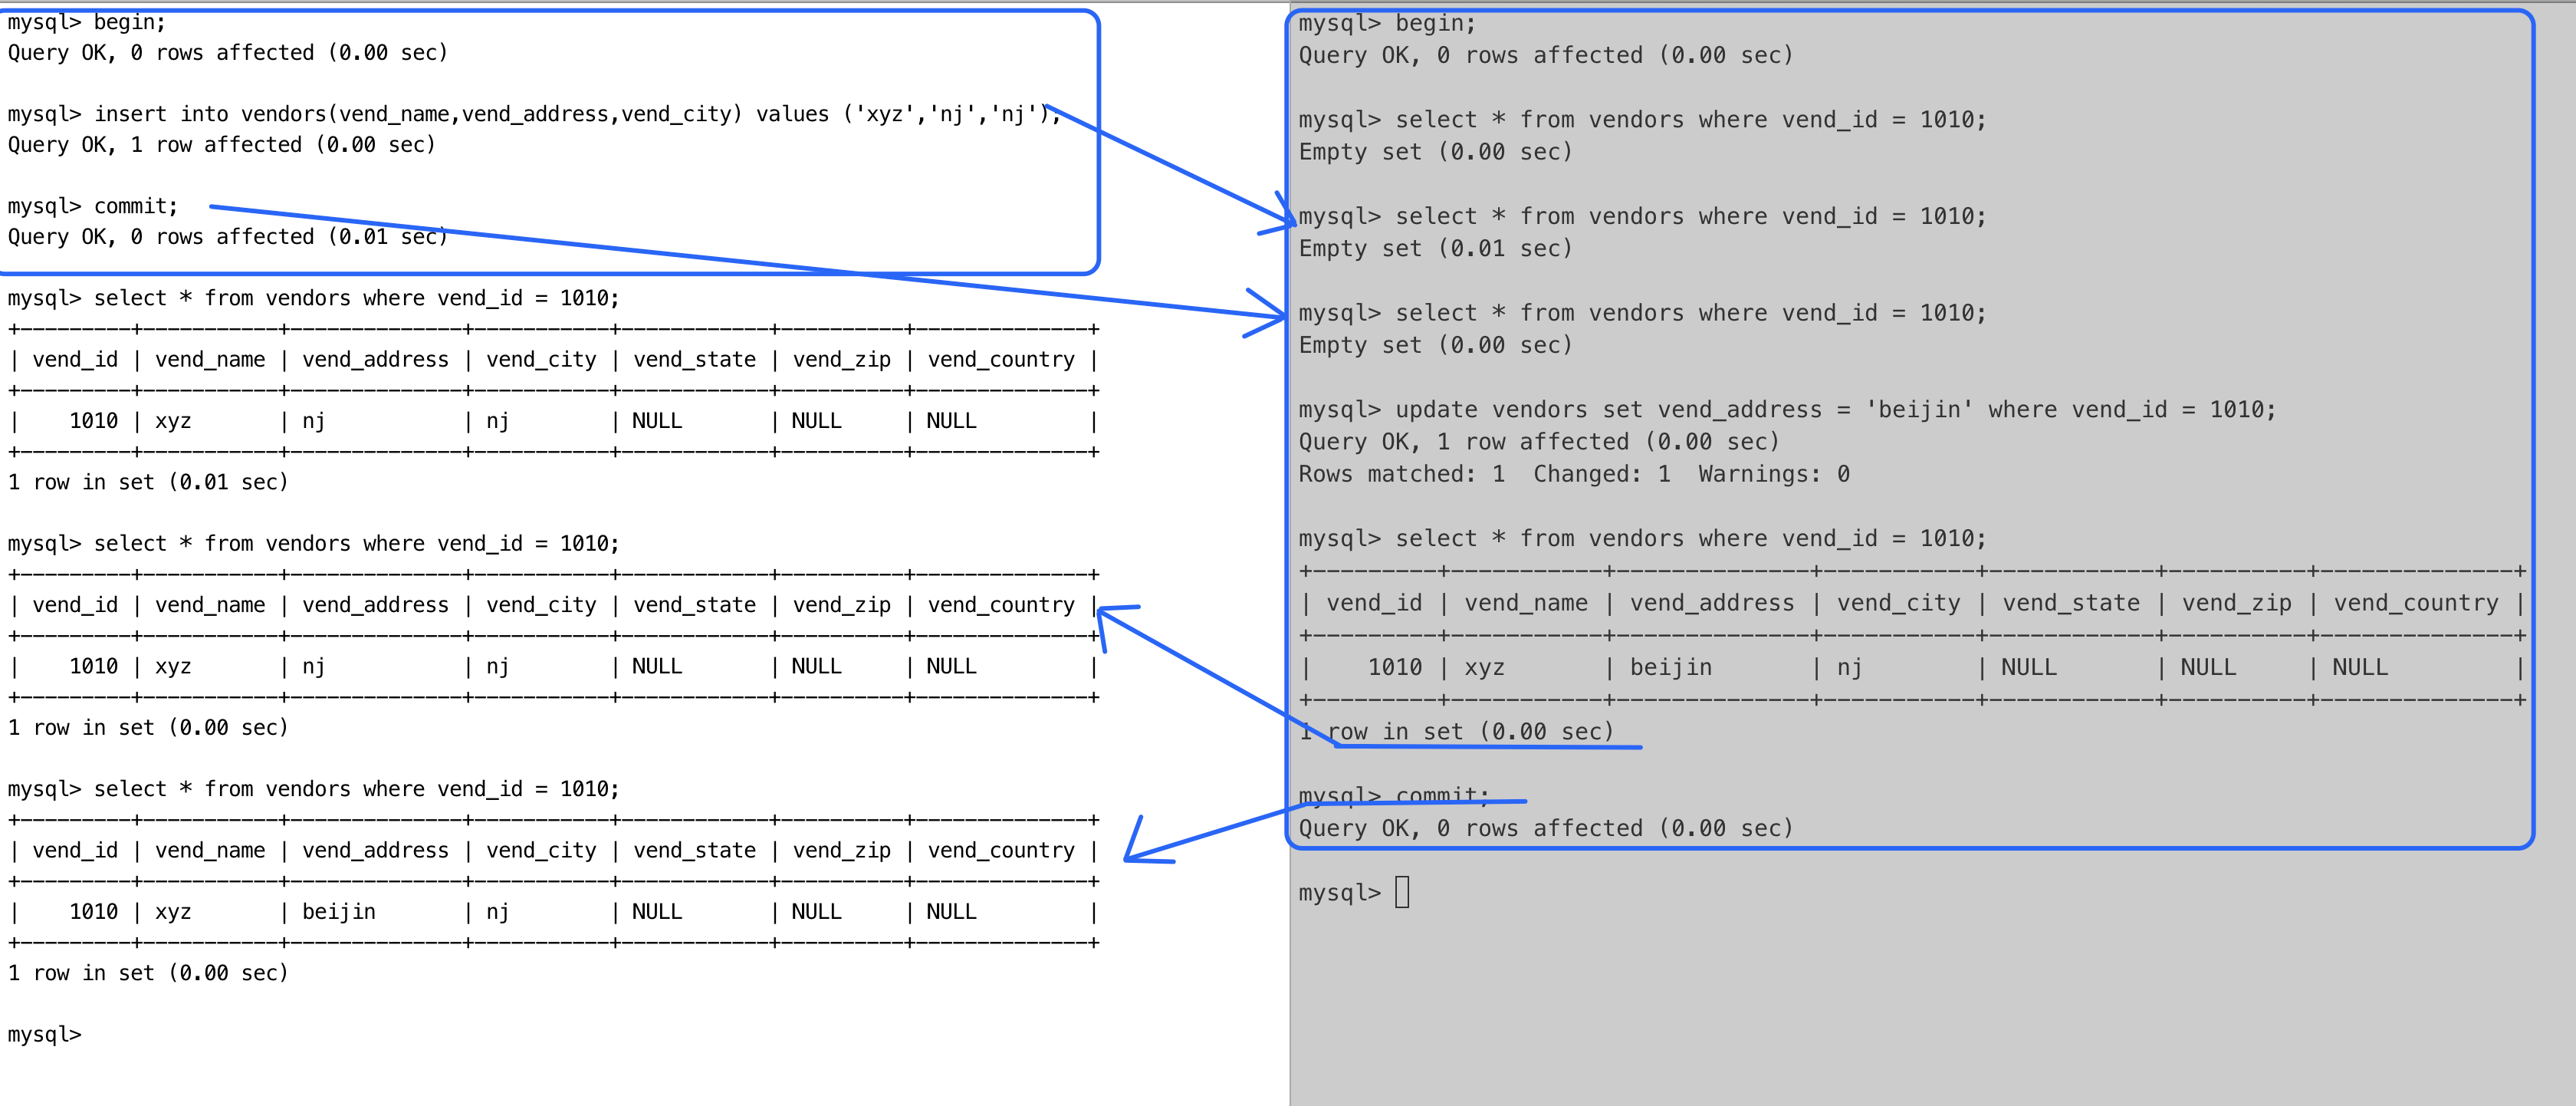 mysql> begin;
Query OK, 0 rows affected (0.00 sec)
mysql> insert into vendors(vend_name,vend_address,vend_city) values ('xyz','nj','nj');
Query OK, 1 row affected (0.00 sec)
mysql> commit;
Query OK, 0 rows affected (0.01 sec)
mysql> select * from vendors where vend_id = 1010;
+---------+-----------+--------------+-----------+------------+----------+--------------+
| vend_id | vend_name | vend_address | vend_city | vend_state | vend_zip | vend_country |
+---------+-----------+--------------+-----------+------------+----------+--------------+
| 1010 | xyz | nj | nj | NULL | NULL | NULL |
+---------+-----------+--------------+-----------+------------+----------+--------------+
1 row in set (0.01 sec)
mysql> select * from vendors where vend_id = 1010;
+---------+-----------+--------------+-----------+------------+----------+--------------+
| vend_id | vend_name | vend_address | vend_city | vend_state | vend_zip | vend_country |
+---------+-----------+--------------+-----------+------------+----------+--------------+
| 1010 | xyz | nj | nj | NULL | NULL | NULL |
+---------+-----------+--------------+-----------+------------+----------+--------------+
1 row in set (0.00 sec)
mysql> select * from vendors where vend_id = 1010;
+---------+-----------+--------------+-----------+------------+----------+--------------+
| vend_id | vend_name | vend_address | vend_city | vend_state | vend_zip | vend_country |
+---------+-----------+--------------+-----------+------------+----------+--------------+
| 1010 | xyz | beijin | nj | NULL | NULL | NULL |
+---------+-----------+--------------+-----------+------------+----------+--------------+
1 row in set (0.00 sec)
mysql>
mysql> begin;
Query OK, 0 rows affected (0.00 sec)
mysql> select * from vendors where vend_id = 1010;
Empty set (0.00 sec)
mysql> select * from vendors where vend_id = 1010;
Empty set (0.01 sec)
mysql> select * from vendors where vend_id = 1010;
Empty set (0.00 sec)
mysql> update vendors set vend_address = 'beijin' where vend_id = 1010;
Query OK, 1 row affected (0.00 sec)
Rows matched: 1  Changed: 1  Warnings: 0
mysql> select * from vendors where vend_id = 1010;
+---------+-----------+--------------+-----------+------------+----------+--------------+
| vend_id | vend_name | vend_address | vend_city | vend_state | vend_zip | vend_country |
+---------+-----------+--------------+-----------+------------+----------+--------------+
| 1010 | xyz | beijin | nj | NULL | NULL | NULL |
+---------+-----------+--------------+-----------+------------+----------+--------------+
1 row in set (0.00 sec)
mysql> commit;
Query OK, 0 rows affected (0.00 sec)
mysql>